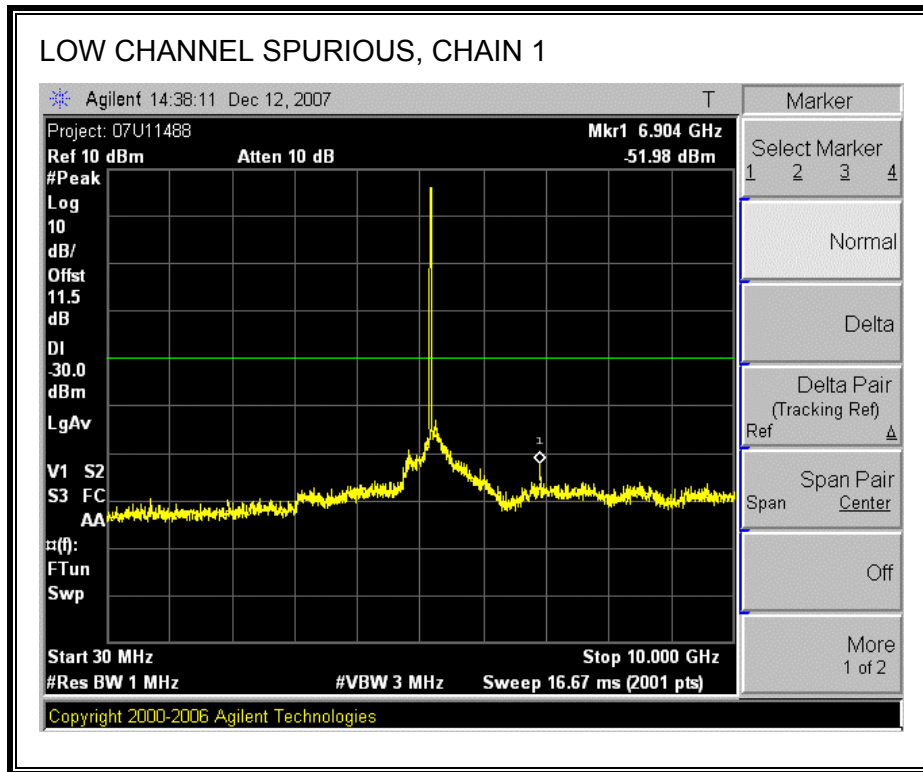 LOW CHANNEL SPURIOUS, CHAIN 1
Agilent 14:38:11 Dec 12, 2007 T
Project: 07U11488 Mkr1 6.904 GHz
Ref 10 dBm Atten 10 dB -51.98 dBm
#Peak
Log
10
dB/
Offst
11.5
dB
DI
-30.0
dBm
LgAv
V1 S2
S3 FC
AA
¤(f):
FTun
Swp
1
Start 30 MHz Stop 10.000 GHz
#Res BW 1 MHz #VBW 3 MHz Sweep 16.67 ms (2001 pts)
Copyright 2000-2006 Agilent Technologies
Marker
Select Marker
1 2 3 4
Normal
Delta
Delta Pair
(Tracking Ref)
Ref Δ
Span Pair
Span Center
Off
More
1 of 2